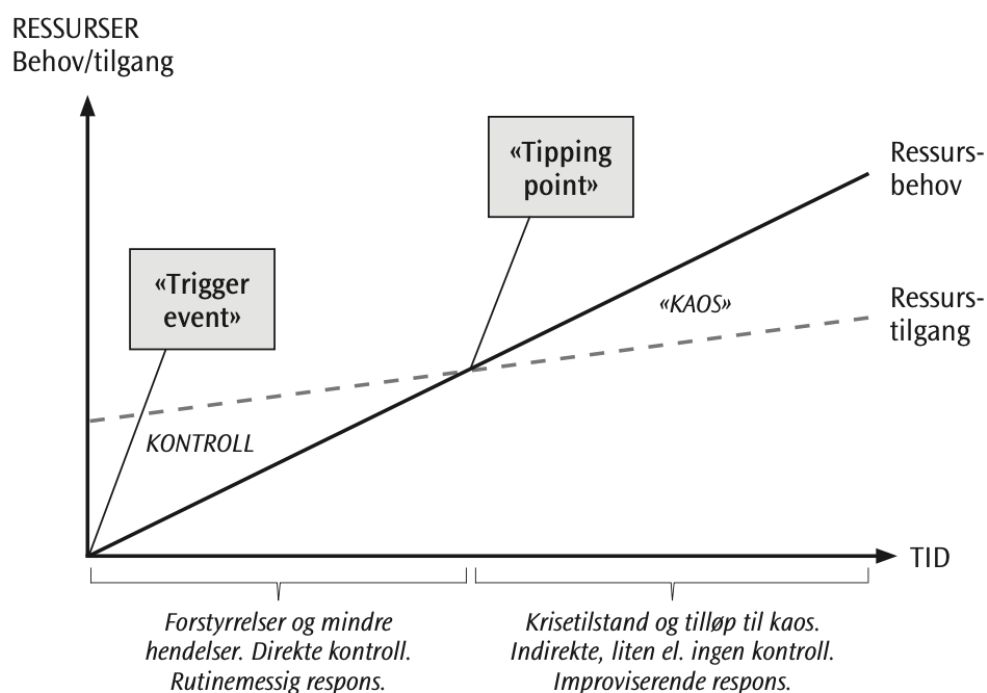 RESSURSER
Behov/tilgang
«Tipping
point»
Ressurs-
behov
«Trigger
event»
«KAOS»
Ressurs-
tilgang
KONTROLL
TID
Forstyrrelser og mindre
hendelser. Direkte kontroll.
Rutinemessig respons.
Krisetilstand og tilløp til kaos.
Indirekte, liten el. ingen kontroll.
Improviserende respons.